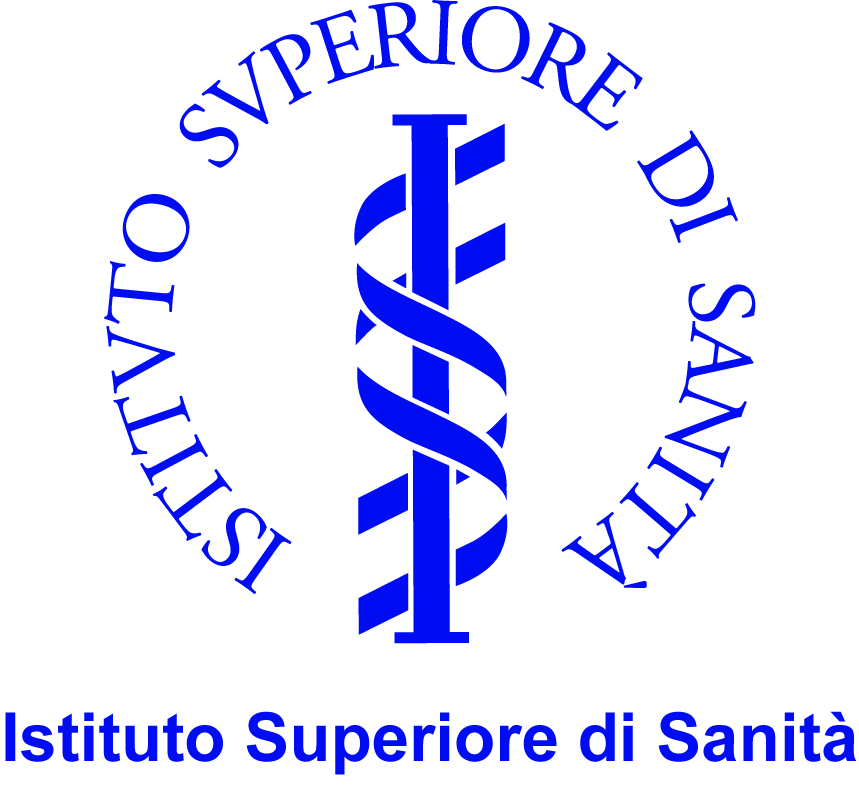 ISTITVTO SVPERIORE DI SANITÀ
Istituto Superiore di Sanità